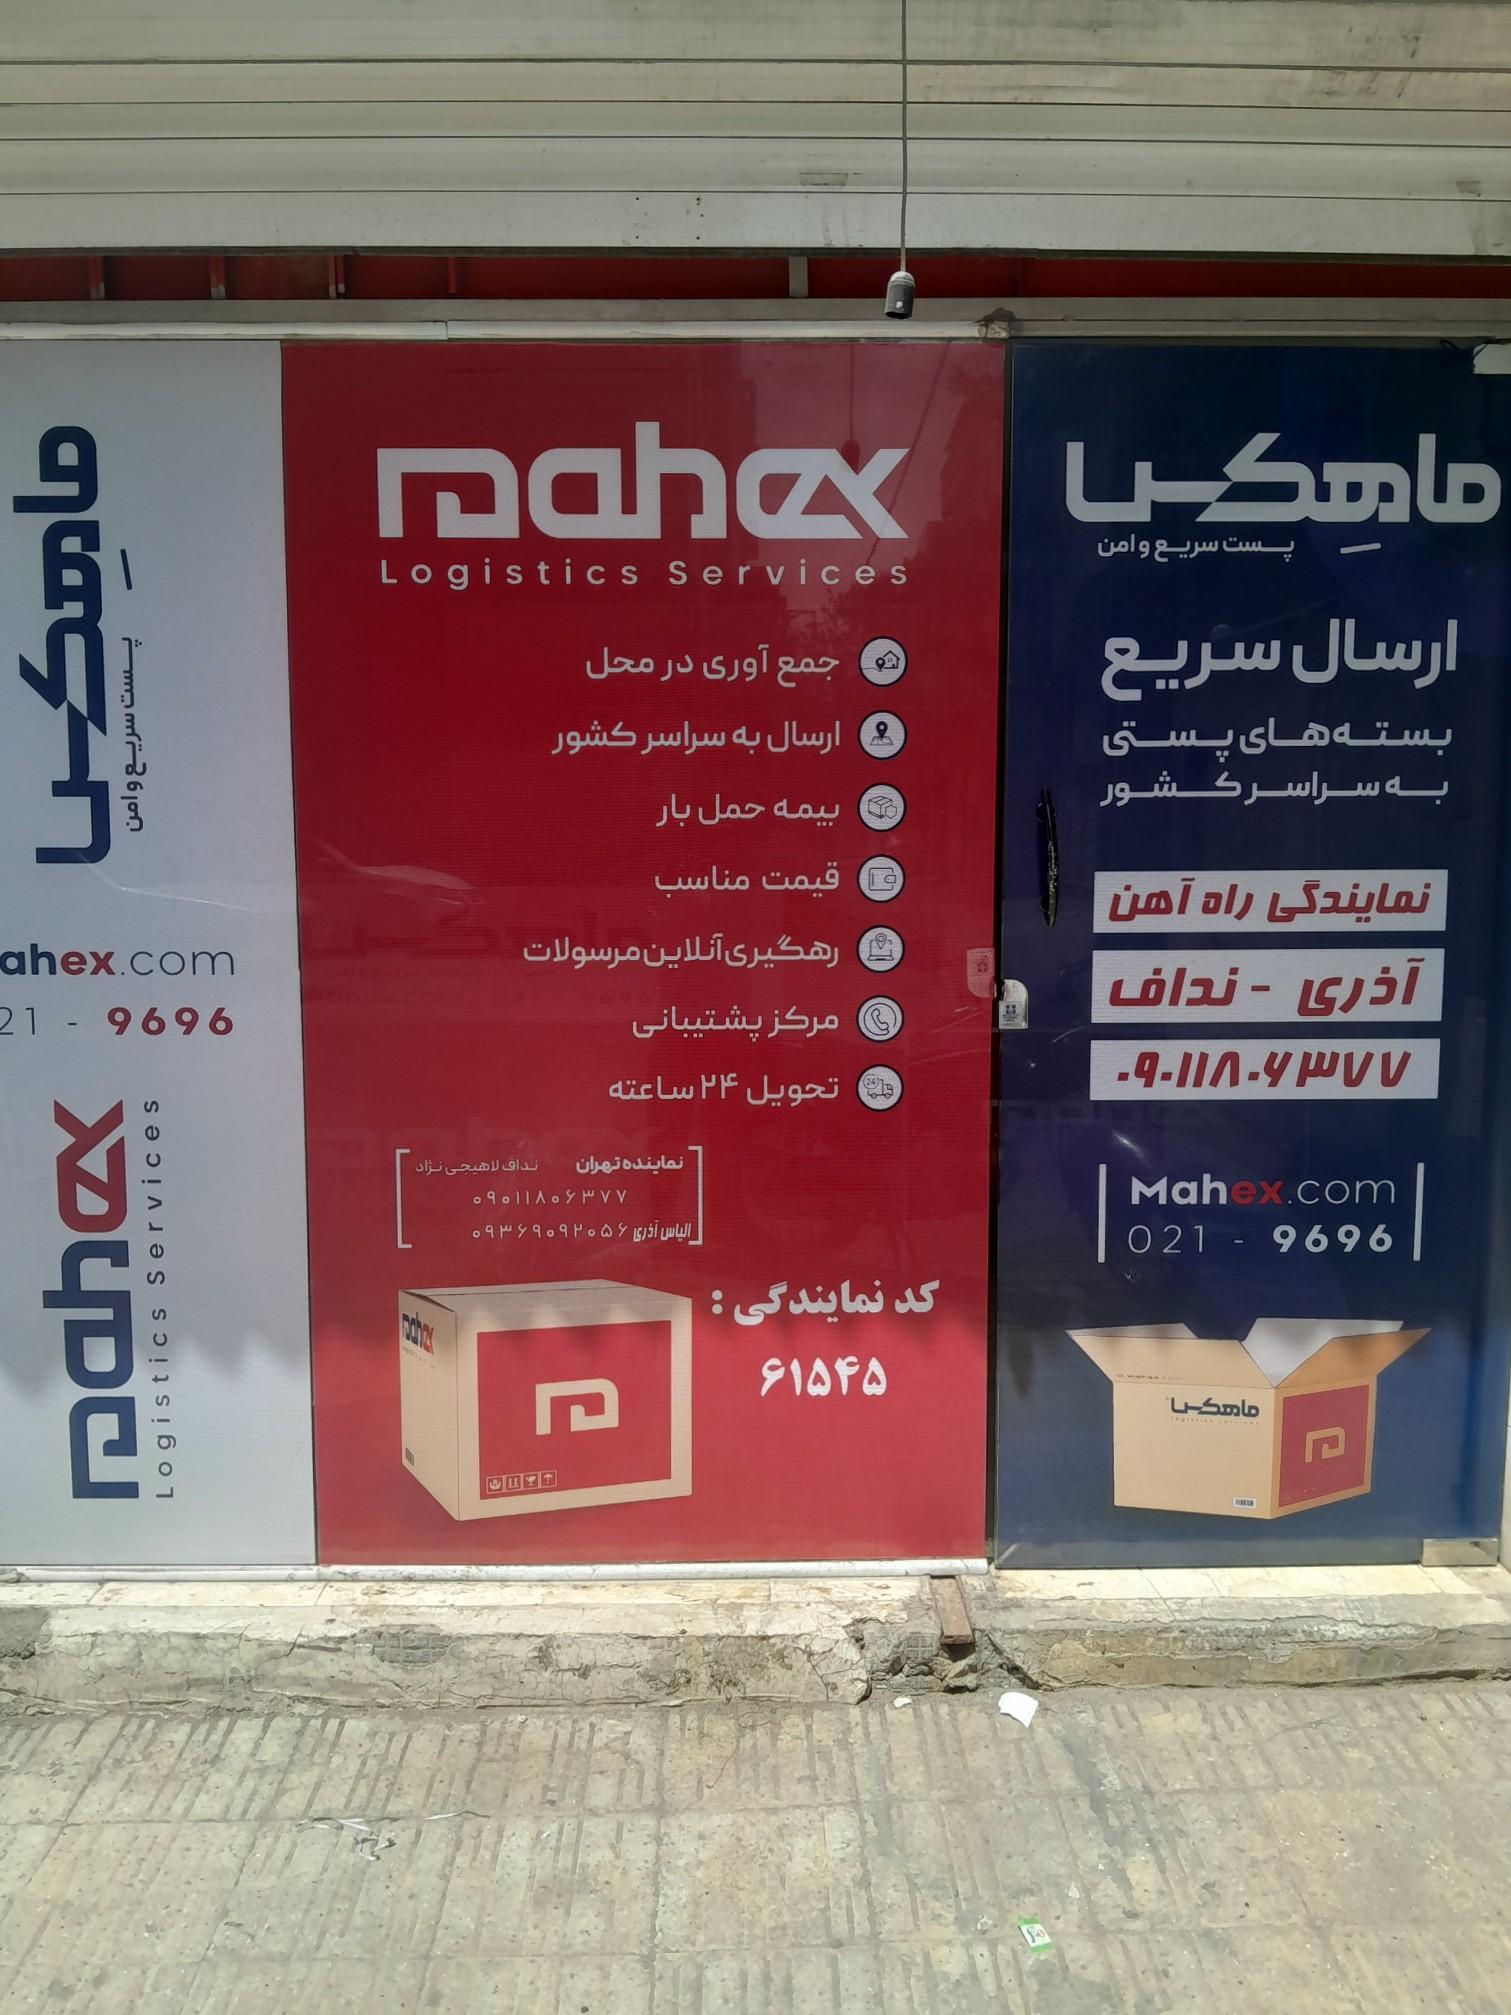 ماهکس
پست سریع و امن
ارسال سریع
بسته‌های پستی
به سراسر کشور
نمایندگی راه آهن
آذری - نداف
۰۹۰۱۱۸۰۶۳۷۷
Mahex.com
021 - 9696
ماهکس
mahex
Logistics Services
جمع آوری در محل
ارسال به سراسر کشور
بیمه حمل بار
قیمت مناسب
رهگیری آنلاین مرسولات
مرکز پشتیبانی
تحویل ۲۴ ساعته
24
نماینده تهران نداف لاهیجی نژاد
۰۹۰۱۱۸۰۶۳۷۷
الیاس آذری ۰۹۳۶۹۰۹۲۰۵۶
کد نمایندگی :
۶۱۵۴۵
mahex
ماهکس
پست سریع و امن
ahex.com
21 - 9696
mahex
Logistics Services